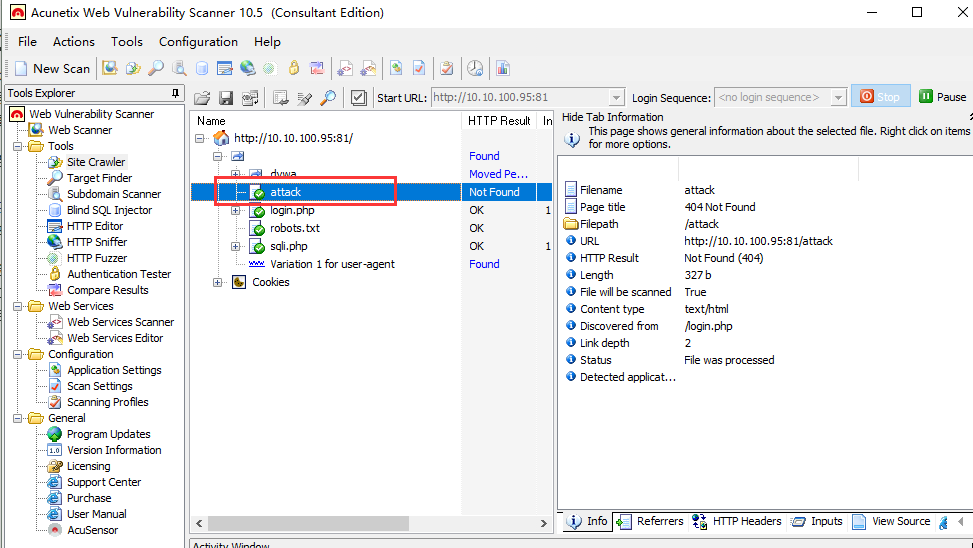 Acunetix Web Vulnerability Scanner 10.5 (Consultant Edition)
File Actions Tools Configuration Help
New Scan
Tools Explorer
Web Vulnerability Scanner
Web Scanner
Tools
Site Crawler
Target Finder
Subdomain Scanner
Blind SQL Injector
HTTP Editor
HTTP Sniffer
HTTP Fuzzer
Authentication Tester
Compare Results
Web Services
Web Services Scanner
Web Services Editor
Configuration
Application Settings
Scan Settings
Scanning Profiles
General
Program Updates
Version Information
Licensing
Support Center
Purchase
User Manual
AcuSensor
Start URL: http://10.10.100.95:81 Login Sequence: <no login sequence> Stop Pause
Name HTTP Result In
http://10.10.100.95:81/
Found
dvwa Moved Pe...
attack Not Found
login.php OK 1
robots.txt OK
sqli.php OK 1
Variation 1 for user-agent Found
Cookies
Hide Tab Information
This page shows general information about the selected file. Right click on items
for more options.
Filename attack
Page title 404 Not Found
Filepath /attack
URL http://10.10.100.95:81/attack
HTTP Result Not Found (404)
Length 327 b
File will be scanned True
Content type text/html
Discovered from /login.php
Link depth 2
Status File was processed
Detected applicat...
Info Referrers HTTP Headers Inputs View Source
Activity Window